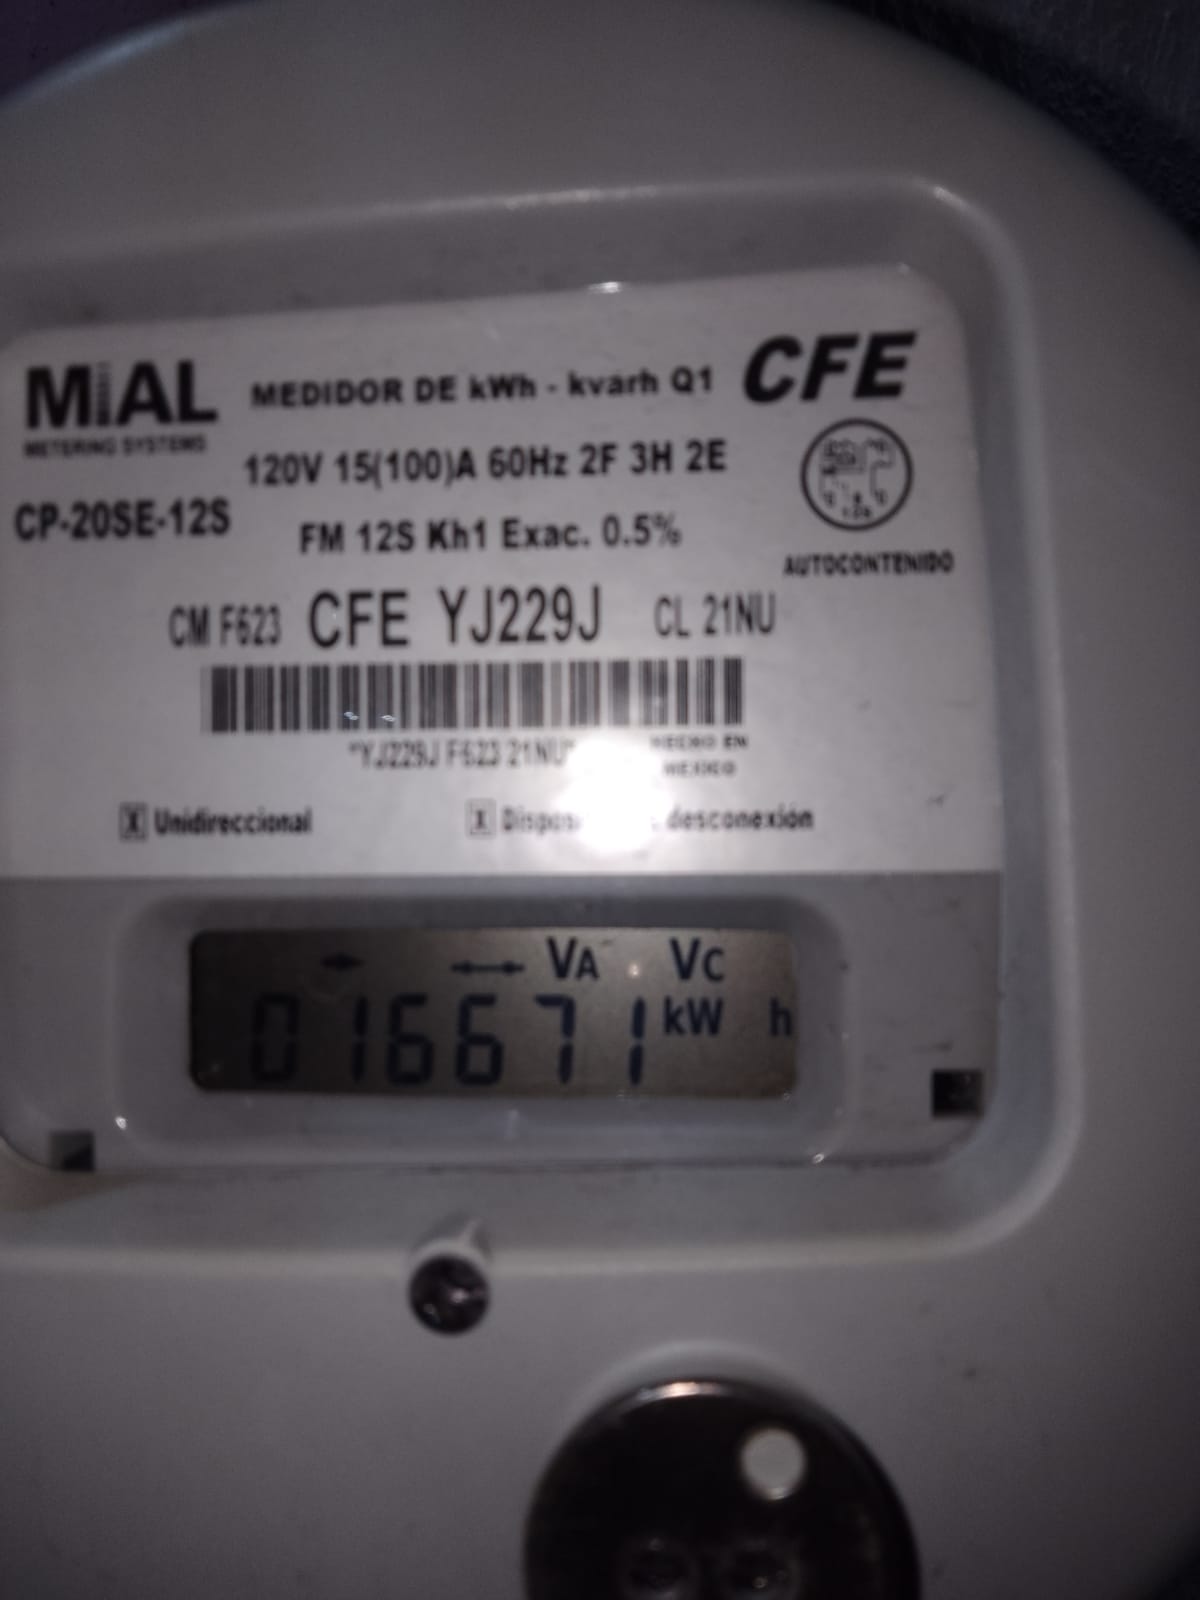 MiAL
METERING SYSTEMS
MEDIDOR DE kWh - kvarh Q1
CFE
120V 15(100)A 60Hz 2F 3H 2E
CP-20SE-12S
FM 12S Kh1 Exac. 0.5%
AUTOCONTENIDO
CM F623 CFE YJ229J CL 21NU
*YJ229J F623 21NU*
HECHO EN
MEXICO
X Unidireccional
X desconexión
VA VC
016671 kW h